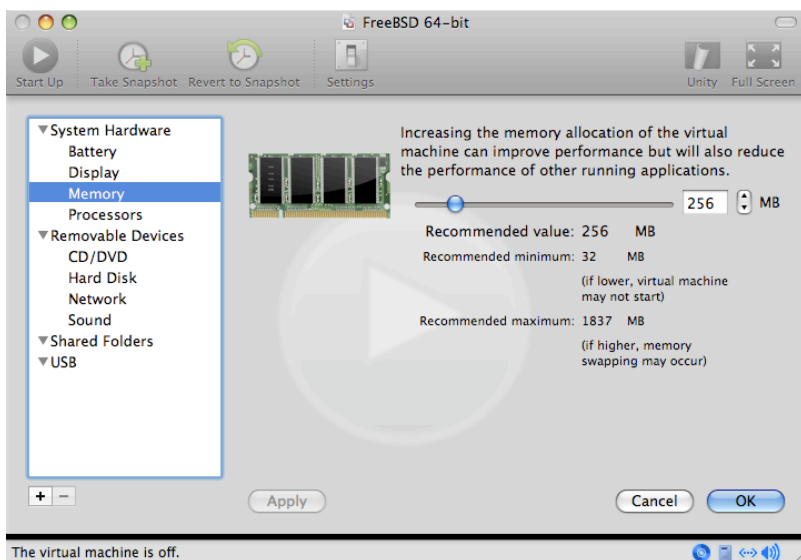 FreeBSD 64-bit
Start Up
Take Snapshot
Revert to Snapshot
Settings
Unity
Full Screen
System Hardware
Battery
Display
Memory
Processors
Removable Devices
CD/DVD
Hard Disk
Network
Sound
Shared Folders
USB
Increasing the memory allocation of the virtual
machine can improve performance but will also reduce
the performance of other running applications.
256 MB
Recommended value: 256 MB
Recommended minimum: 32 MB
(if lower, virtual machine
may not start)
Recommended maximum: 1837 MB
(if higher, memory
swapping may occur)
+ −
Apply
Cancel
OK
The virtual machine is off.